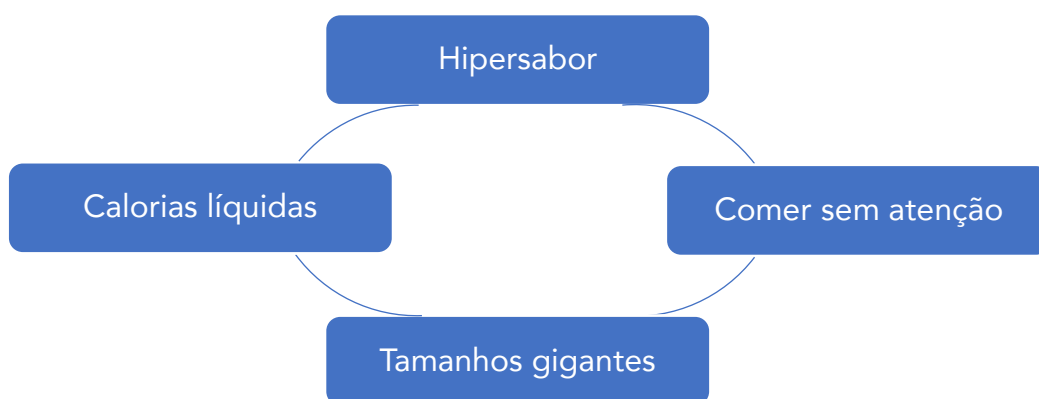 Hipersabor
Calorias líquidas
Comer sem atenção
Tamanhos gigantes